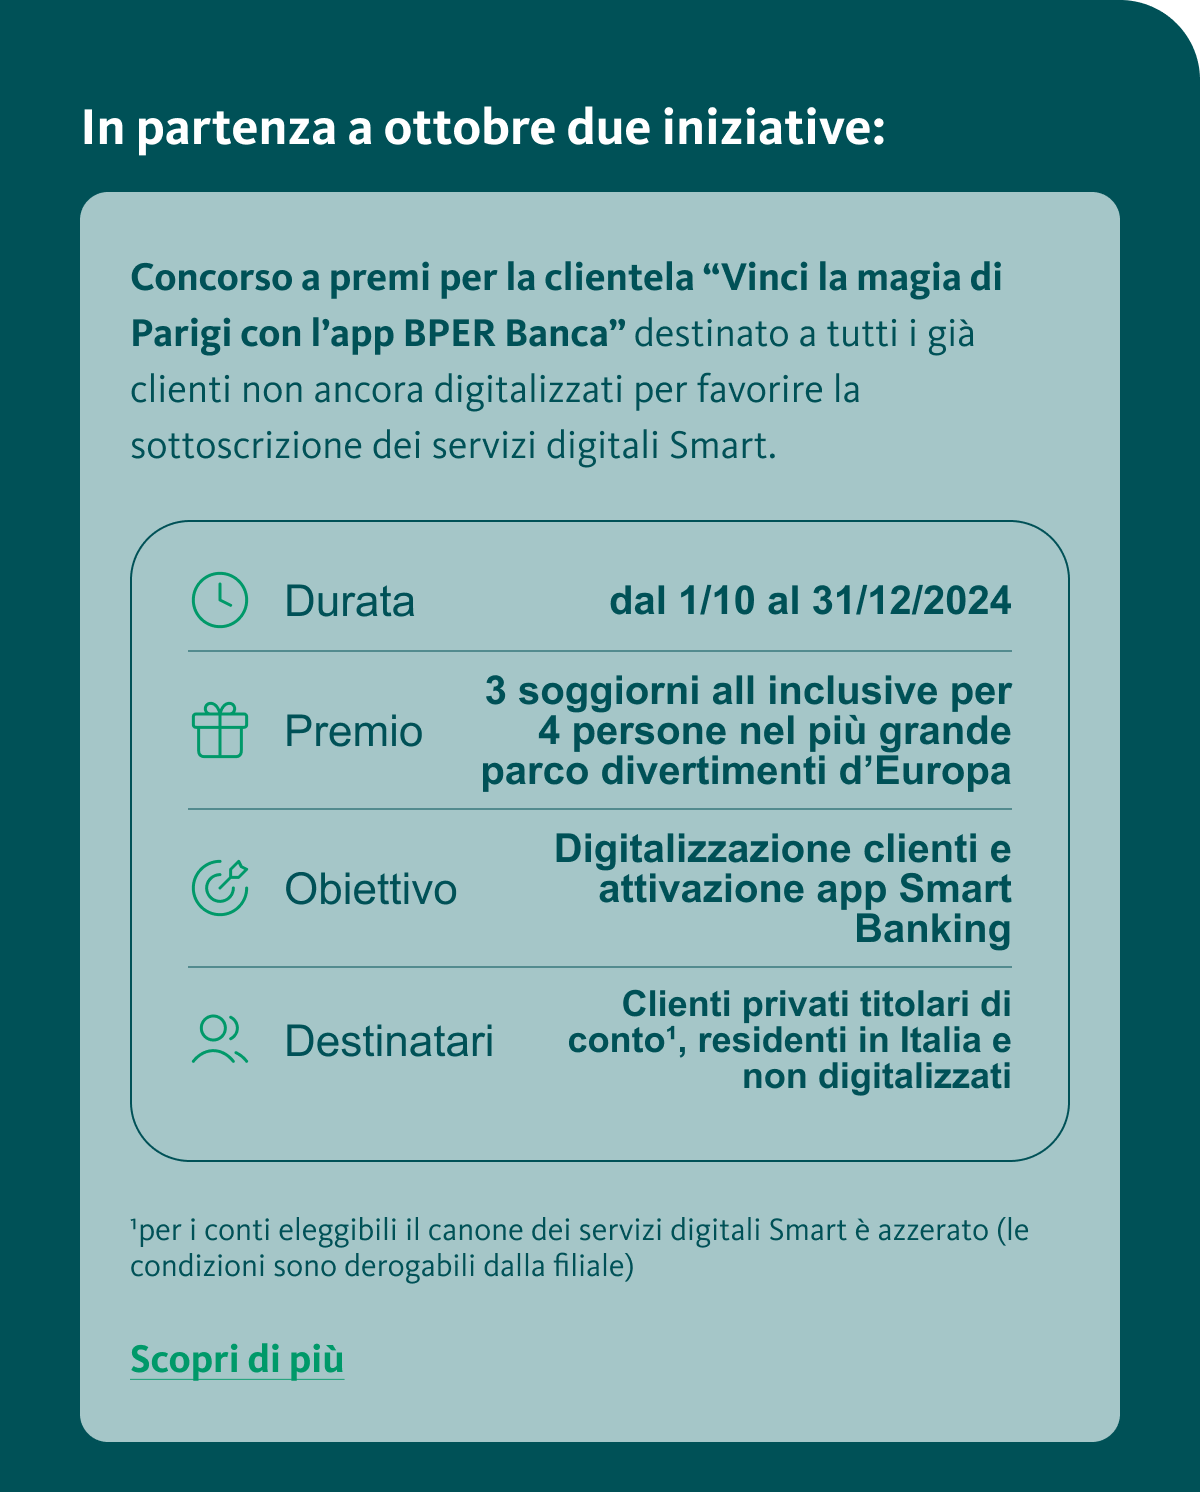 In partenza a ottobre due iniziative:
Concorso a premi per la clientela “Vinci la magia di
Parigi con l’app BPER Banca” destinato a tutti i già
clienti non ancora digitalizzati per favorire la
sottoscrizione dei servizi digitali Smart.
Durata dal 1/10 al 31/12/2024
Premio 3 soggiorni all inclusive per
4 persone nel più grande
parco divertimenti d’Europa
Obiettivo Digitalizzazione clienti e
attivazione app Smart
Banking
Destinatari Clienti privati titolari di
conto¹, residenti in Italia e
non digitalizzati
¹per i conti eleggibili il canone dei servizi digitali Smart è azzerato (le
condizioni sono derogabili dalla filiale)
Scopri di più